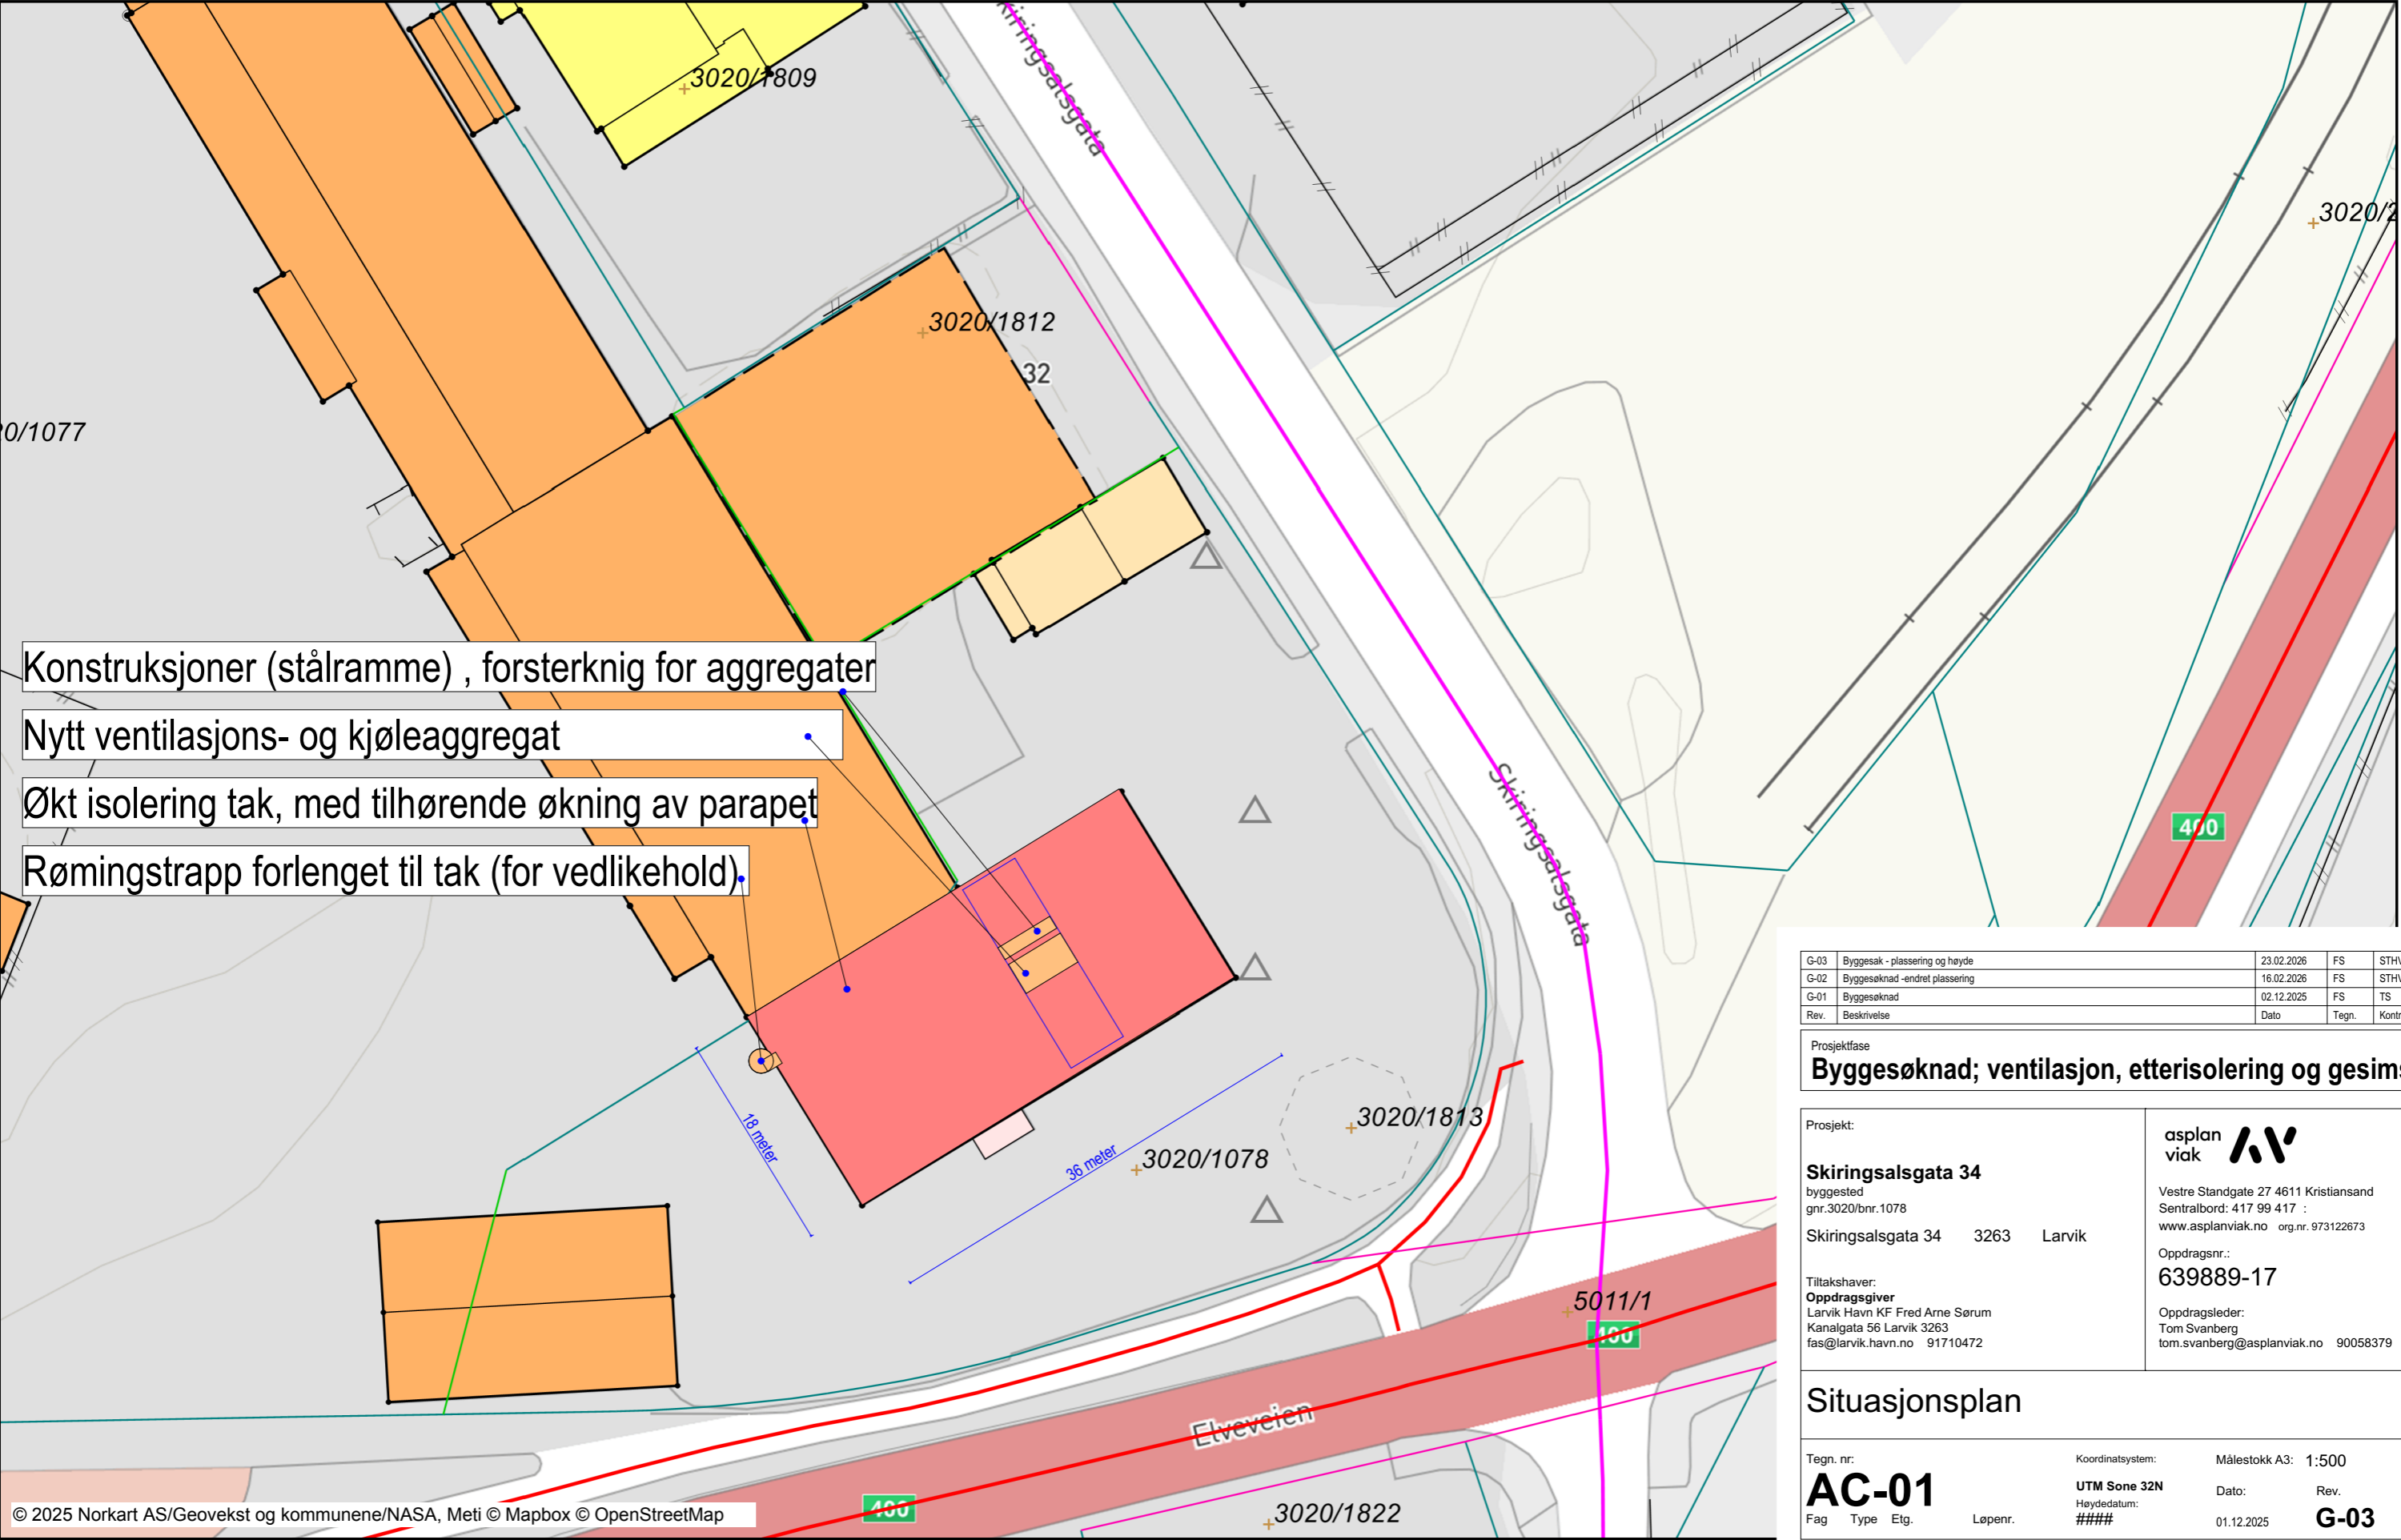 Skiringsalsgata
3020/1809
3020/1812
32
Konstruksjoner (stålramme) , forsterknig for aggregater
Nytt ventilasjons- og kjøleaggregat
Økt isolering tak, med tilhørende økning av parapet
Rømingstrapp forlenget til tak (for vedlikehold)
Skiringsalsgata
400
18 meter
36 meter
3020/1813
3020/1078
5011/1
400
Elveveien
400
3020/1822
© 2025 Norkart AS/Geovekst og kommunene/NASA, Meti © Mapbox © OpenStreetMap
G-03 Byggesak - plassering og høyde 23.02.2026 FS
G-02 Byggesøknad -endret plassering 16.02.2026 FS
G-01 Byggesøknad 02.12.2025 FS TS
Rev. Beskrivelse Dato Tegn.
Prosjektfase
Byggesøknad; ventilasjon, etterisolering og
Prosjekt:
Skiringsalsgata 34
byggested
gnr.3020/bnr.1078
Skiringsalsgata 34 3263 Larvik
Tiltakshaver:
Oppdragsgiver
Larvik Havn KF Fred Arne Sørum
Kanalgata 56 Larvik 3263
fas@larvik.havn.no 91710472
asplan
viak
Vestre Standgate 27 4611 Kristiansand
Sentralbord: 417 99 417 :
www.asplanviak.no org.nr. 973122673
Oppdragsnr.:
639889-17
Oppdragsleder:
Tom Svanberg
tom.svanberg@asplanviak.no 90058379
Situasjonsplan
Tegn. nr:
AC-01
Fag Type Etg. Løpenr.
Koordinatsystem:
UTM Sone 32N
Høydedatum:
####
Målestokk A3: 1:500
Dato: Rev.
01.12.2025 G-03